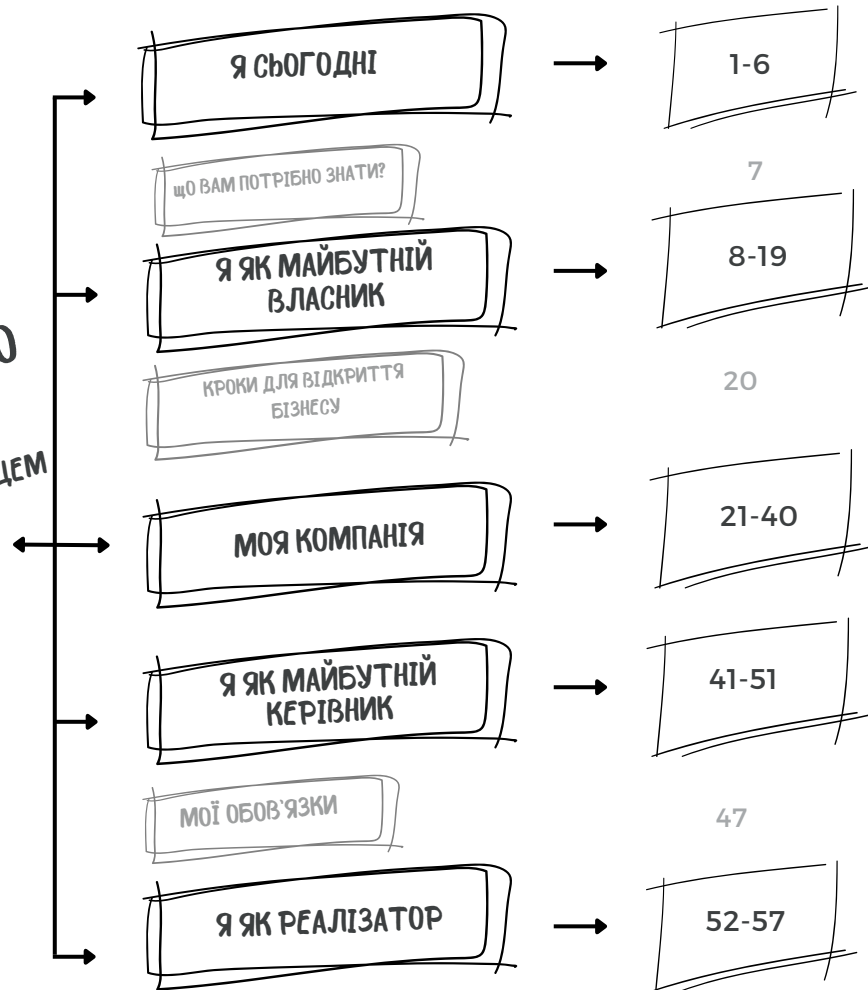 Я СЬОГОДНІ
1-6
ЩО ВАМ ПОТРІБНО ЗНАТИ?
7
Я ЯК МАЙБУТНІЙ
ВЛАСНИК
8-19
КРОКИ ДЛЯ ВІДКРИТТЯ
БІЗНЕСУ
20
МОЯ КОМПАНІЯ
21-40
Я ЯК МАЙБУТНІЙ
КЕРІВНИК
41-51
МОЇ ОБОВ'ЯЗКИ
47
Я ЯК РЕАЛІЗАТОР
52-57